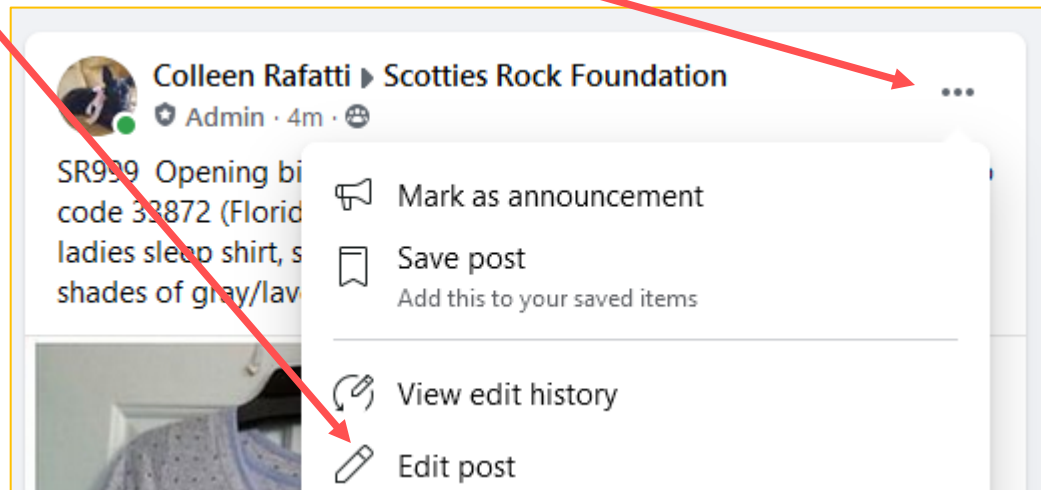 Colleen Rafatti ▸ Scotties Rock Foundation
Admin · 4m ·
SR999 Opening bi
code 33872 (Florid
ladies sleep shirt, s
shades of gray/lav
Mark as announcement
Save post
Add this to your saved items
View edit history
Edit post